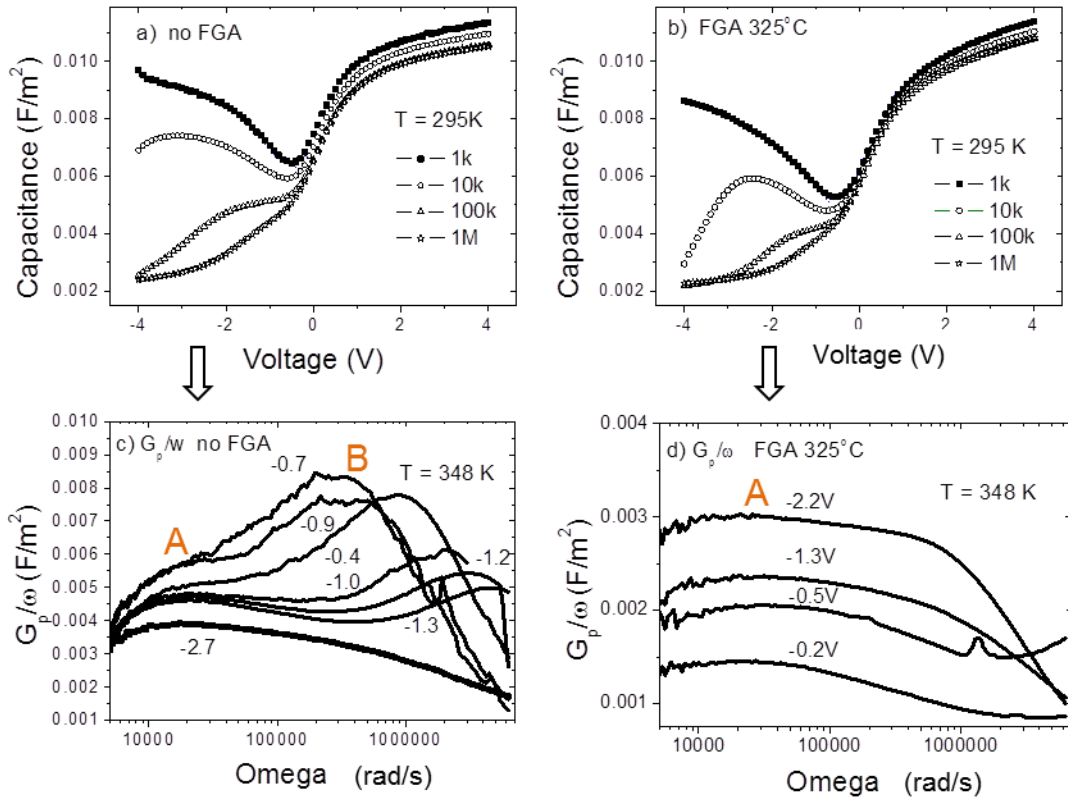 a) no FGA
T = 295K
1k
10k
100k
1M
Capacitance (F/m²)
0.010
0.008
0.006
0.004
0.002
-4
-2
0
2
4
Voltage (V)
b) FGA 325°C
T = 295 K
1k
10k
100k
1M
Capacitance (F/m²)
0.010
0.008
0.006
0.004
0.002
-4
-2
0
2
4
Voltage (V)
c) Gp/w no FGA
T = 348 K
A
B
-0.7
-0.9
-0.4
-1.0
-1.2
-1.3
-2.7
Gp/ω (F/m²)
0.010
0.009
0.008
0.007
0.006
0.005
0.004
0.003
0.002
0.001
10000
100000
1000000
Omega (rad/s)
d) Gp/ω FGA 325°C
T = 348 K
A
-2.2V
-1.3V
-0.5V
-0.2V
Gp/ω (F/m²)
0.004
0.003
0.002
0.001
10000
100000
1000000
Omega (rad/s)